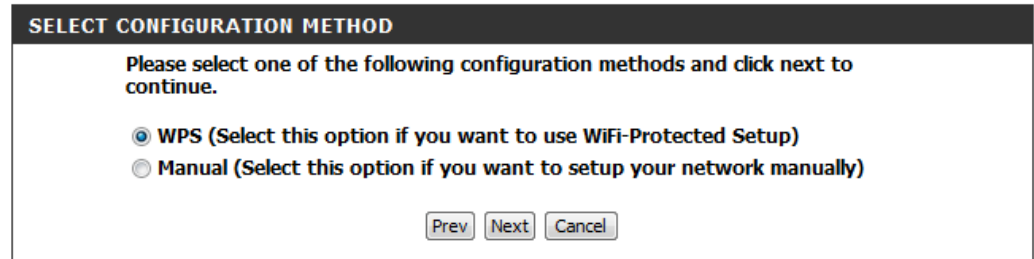 SELECT CONFIGURATION METHOD
Please select one of the following configuration methods and click next to
continue.
WPS (Select this option if you want to use WiFi-Protected Setup)
Manual (Select this option if you want to setup your network manually)
Prev Next Cancel